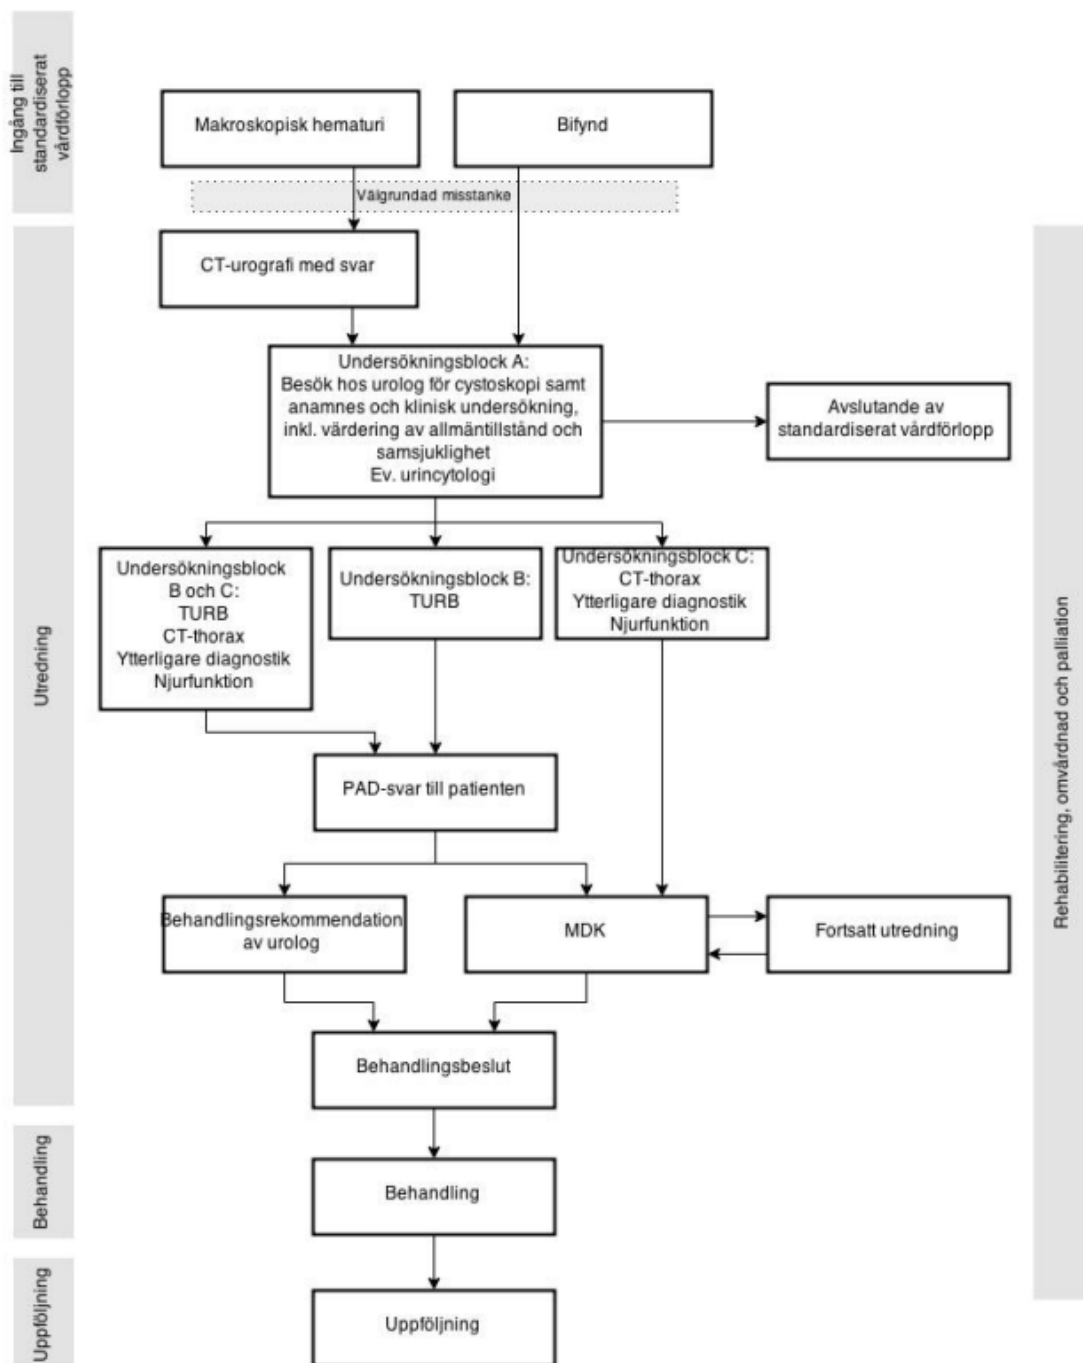 Ingång till
standardiserat
vårdförlopp
Makroskopisk hematuri
Bifynd
Välgrundad misstanke
CT-urografi med svar
Undersökningsblock A:
Besök hos urolog för cystoskopi samt
anamnes och klinisk undersökning,
inkl. värdering av allmäntillstånd och
samsjuklighet
Ev. urincytologi
Avslutande av
standardiserat vårdförlopp
Utredning
Undersökningsblock
B och C:
TURB
CT-thorax
Ytterligare diagnostik
Njurfunktion
Undersökningsblock B:
TURB
Undersökningsblock C:
CT-thorax
Ytterligare diagnostik
Njurfunktion
PAD-svar till patienten
Behandlingsrekommendation
av urolog
MDK
Fortsatt utredning
Behandlingsbeslut
Behandling
Behandling
Uppföljning
Uppföljning
Rehabilitering, omvårdnad och palliation